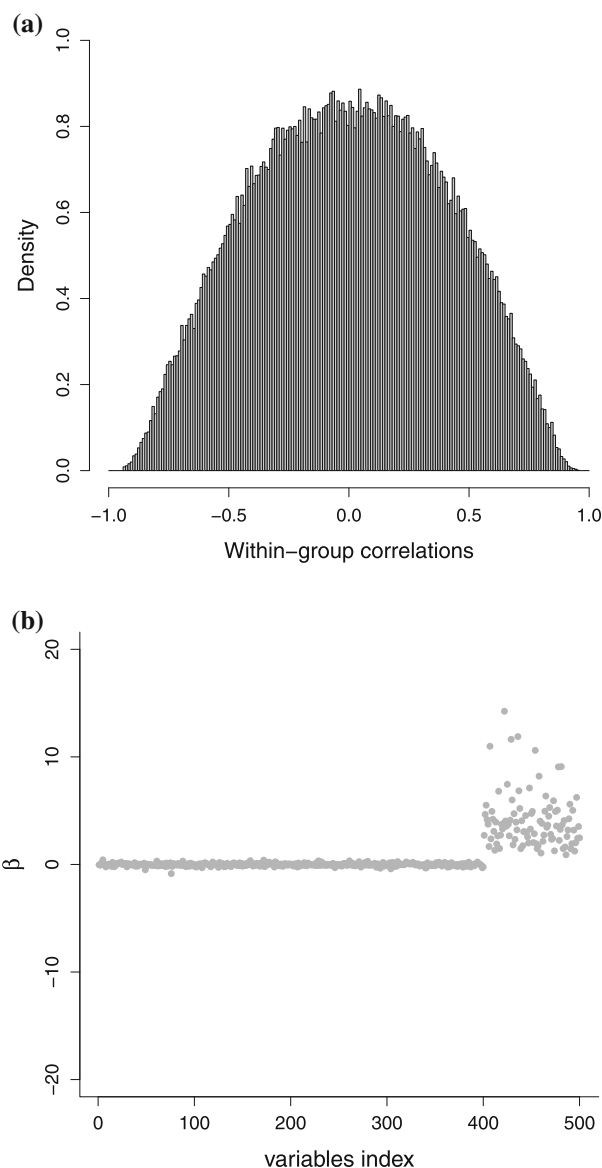 (a)
1.0
0.8
0.6
0.4
0.2
0.0
Density
−1.0 −0.5 0.0 0.5 1.0
Within−group correlations
(b)
20
10
0
−10
−20
β
0 100 200 300 400 500
variables index